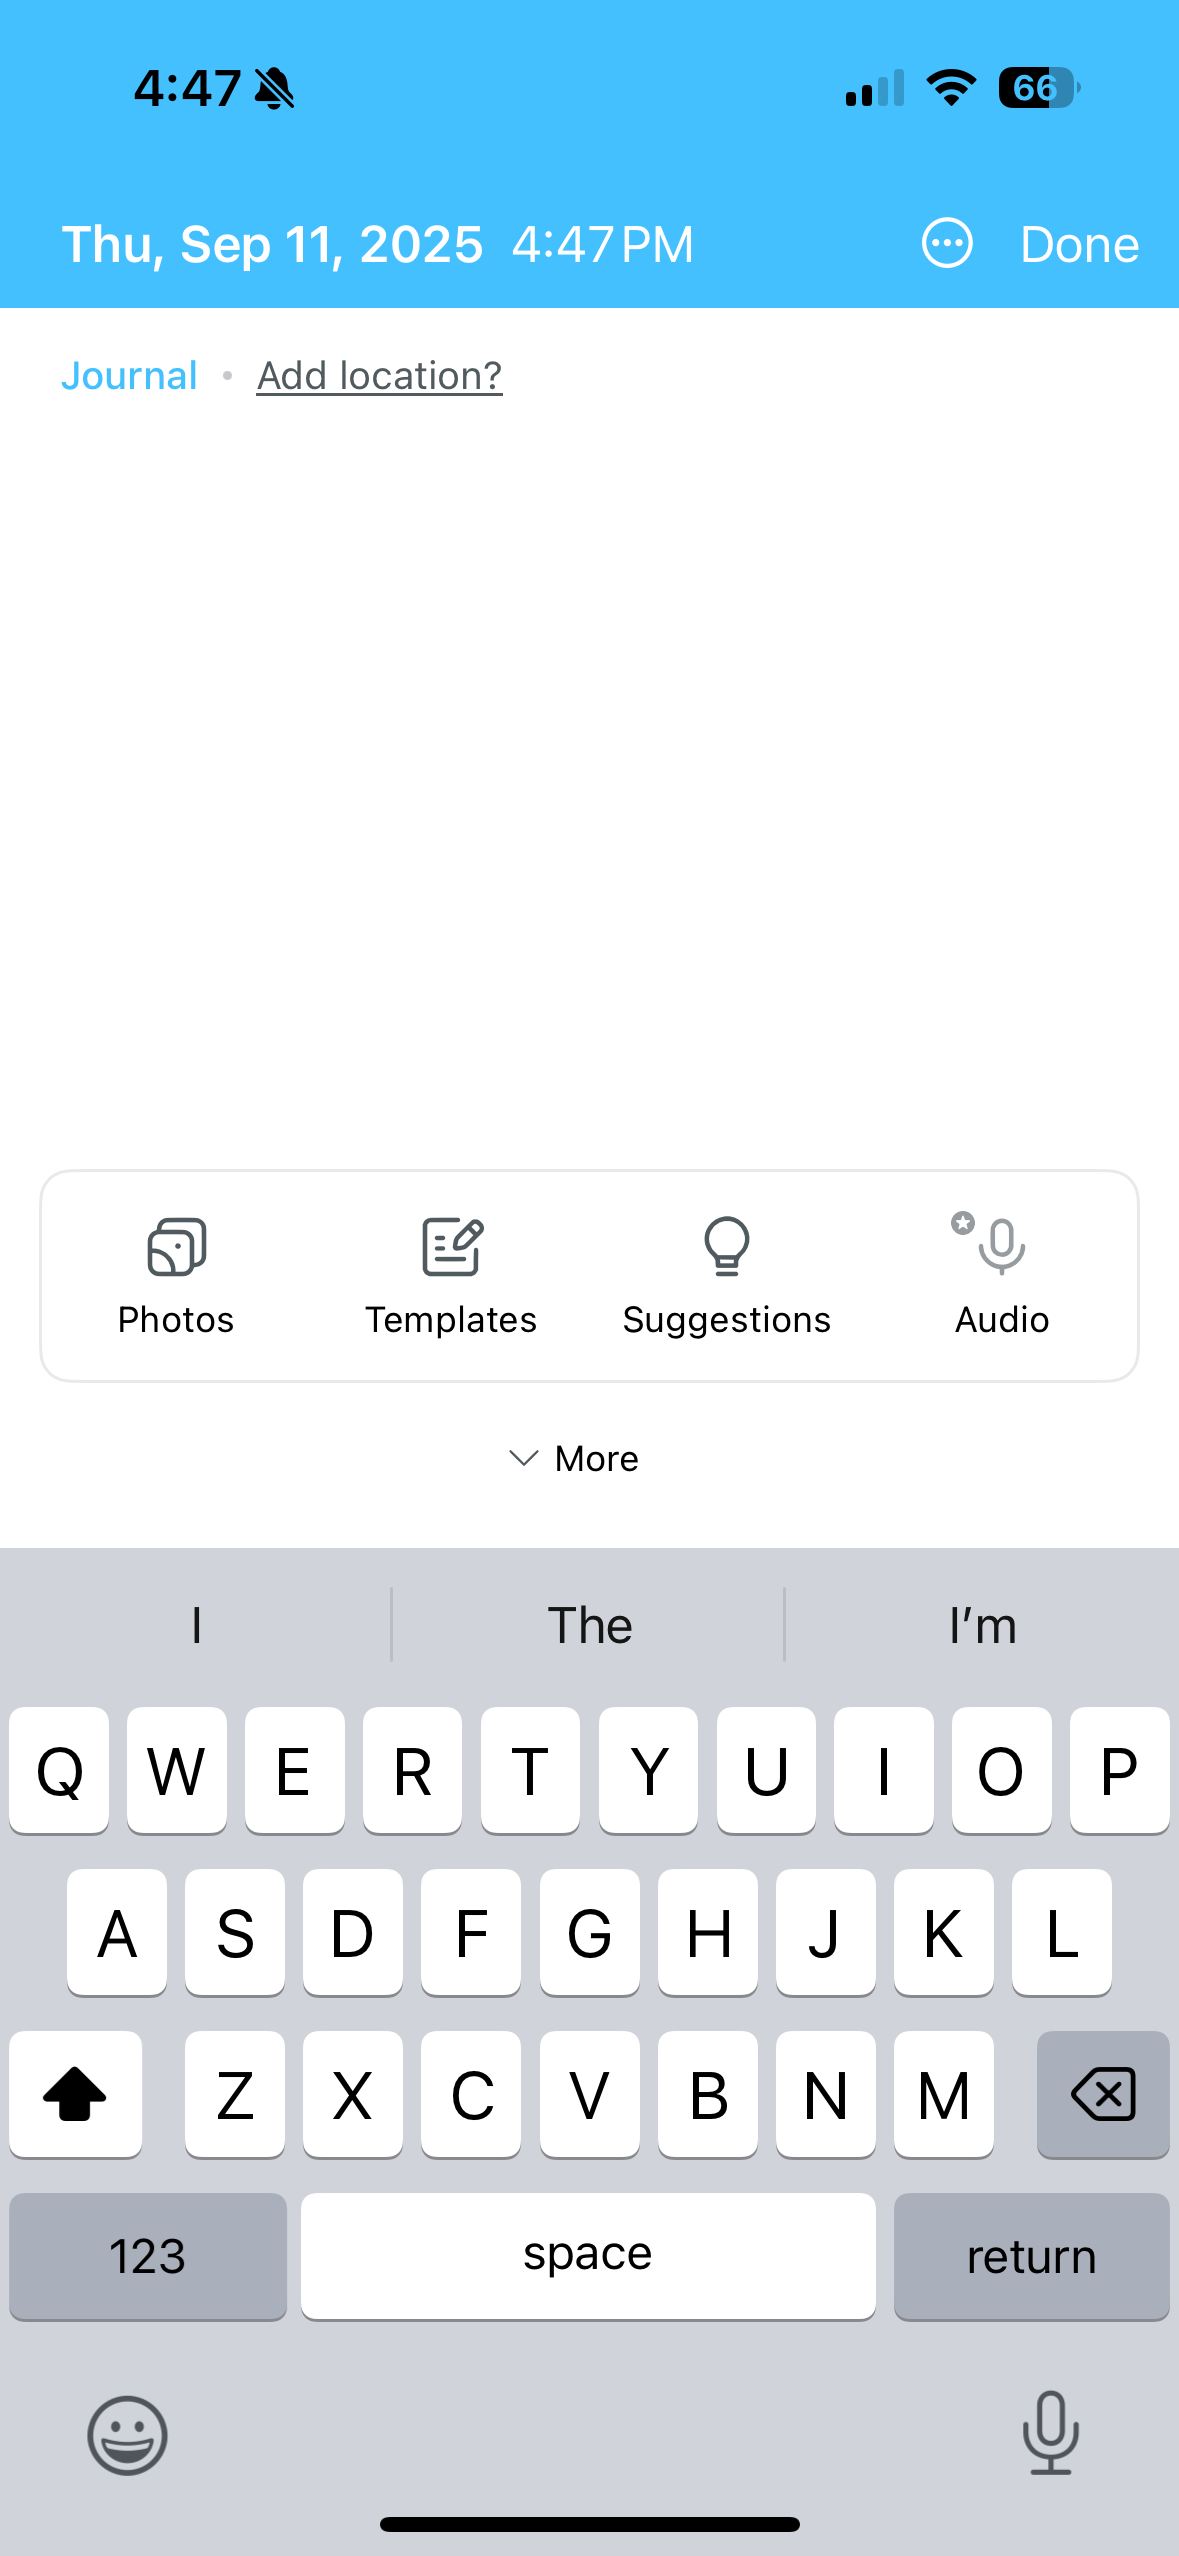 4:47 66
Thu, Sep 11, 2025 4:47 PM Done
Journal • Add location?
Photos Templates Suggestions Audio
More
I The I'm
Q W E R T Y U I O P
A S D F G H J K L
Z X C V B N M
123 space return